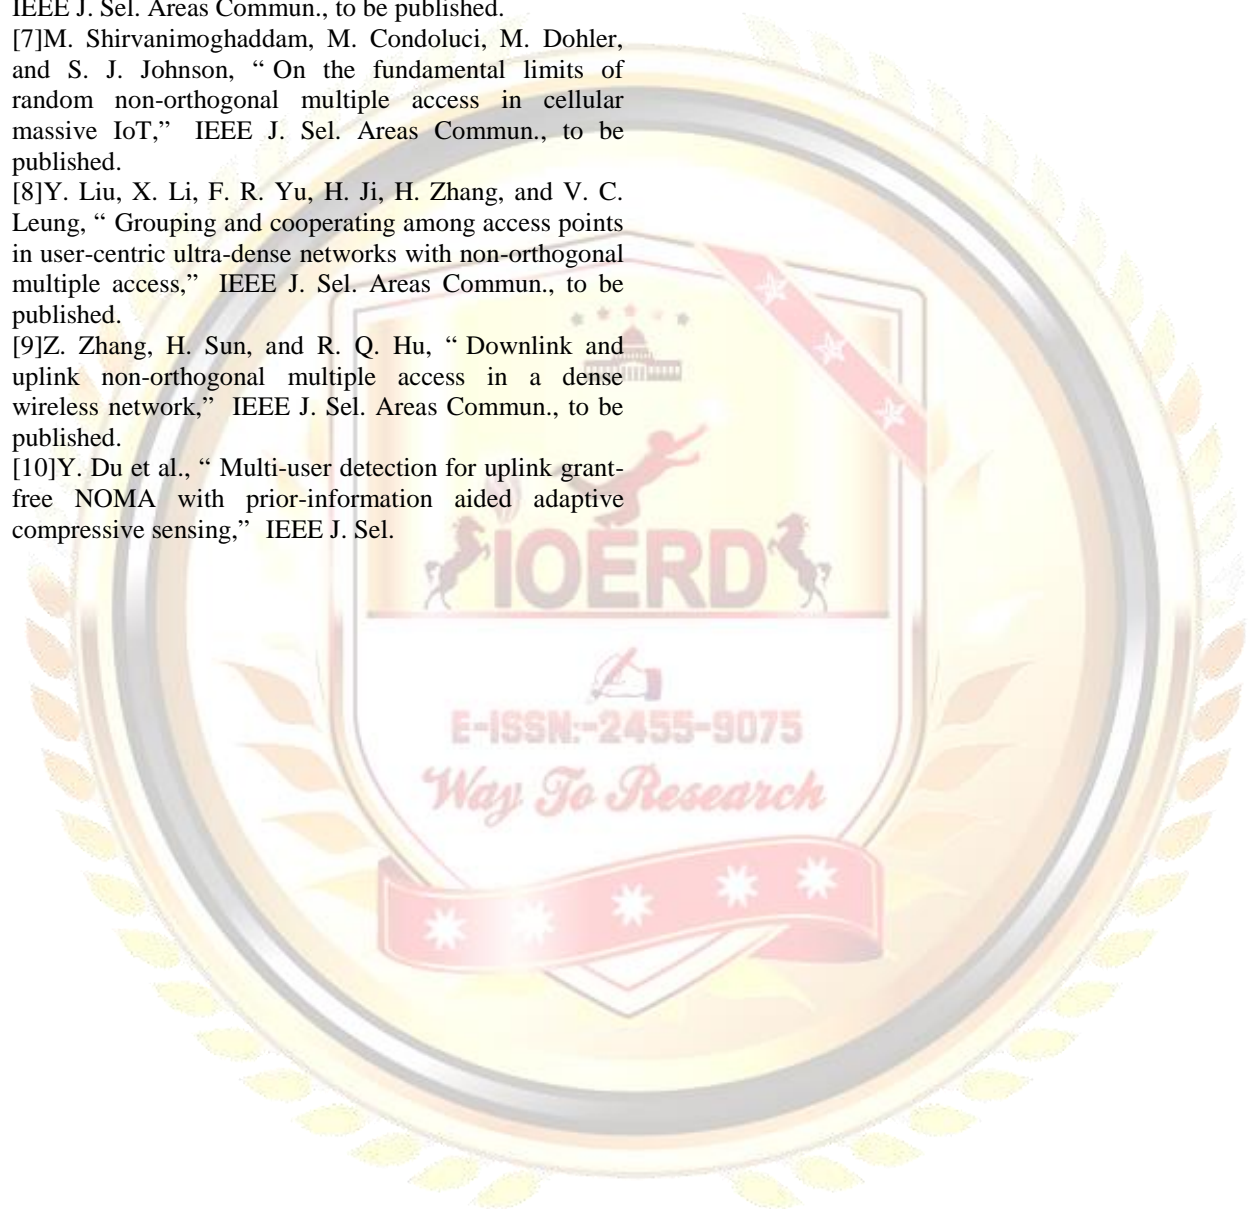 IEEE J. Sel. Areas Commun., to be published.
[7]M. Shirvanimoghaddam, M. Condoluci, M. Dohler,
and S. J. Johnson, “ On the fundamental limits of
random non-orthogonal multiple access in cellular
massive IoT,” IEEE J. Sel. Areas Commun., to be
published.
[8]Y. Liu, X. Li, F. R. Yu, H. Ji, H. Zhang, and V. C.
Leung, “ Grouping and cooperating among access points
in user-centric ultra-dense networks with non-orthogonal
multiple access,” IEEE J. Sel. Areas Commun., to be
published.
[9]Z. Zhang, H. Sun, and R. Q. Hu, “ Downlink and
uplink non-orthogonal multiple access in a dense
wireless network,” IEEE J. Sel. Areas Commun., to be
published.
[10]Y. Du et al., “ Multi-user detection for uplink grant-
free NOMA with prior-information aided adaptive
compressive sensing,” IEEE J. Sel.
IOERD
E-ISSN:-2455-9075
Way To Research